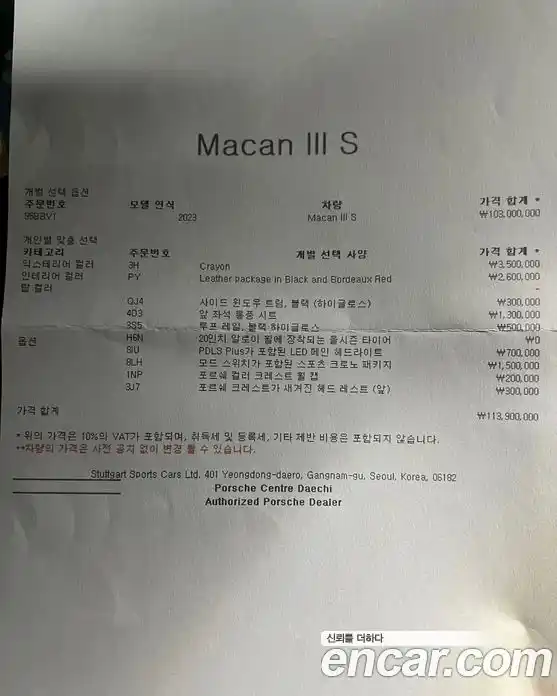 Macan III S
개별 선택 옵션
주문번호 모델 연식 차량 가격 합계 *
95BBV1 2023 Macan III S ₩103,000,000
개인별 맞춤 선택
카테고리 주문번호 개별 선택 사양 가격 합계 *
익스테리어 컬러 3H Crayon ₩3,500,000
인테리어 컬러 PY Leather package in Black and Bordeaux Red ₩2,600,000
탑 컬러 -
QJ4 사이드 윈도우 트림, 블랙 (하이글로스) ₩300,000
4D3 앞 좌석 통풍 시트 ₩1,300,000
3S5 루프 레일, 블랙 하이글로스 ₩500,000
옵션 H6N 20인치 알로이 휠에 장착되는 올시즌 타이어 ₩0
8IU PDLS Plus가 포함된 LED 메인 헤드라이트 ₩700,000
8LH 모드 스위치가 포함된 스포츠 크로노 패키지 ₩1,500,000
1NP 포르쉐 컬러 크레스트 휠 캡 ₩200,000
3J7 포르쉐 크레스트가 새겨진 헤드 레스트 (앞) ₩300,000
가격 합계 ₩113,900,000
* 위의 가격은 10%의 VAT가 포함되며, 취득세 및 등록세, 기타 제반 비용은 포함되지 않습니다.
**차량의 가격은 사전 공지 없이 변경 될 수 있습니다.
Stuttgart Sports Cars Ltd. 401 Yeongdong-daero, Gangnam-gu, Seoul, Korea, 06182
Porsche Centre Daechi
Authorized Porsche Dealer
신뢰를 더하다
encar.com